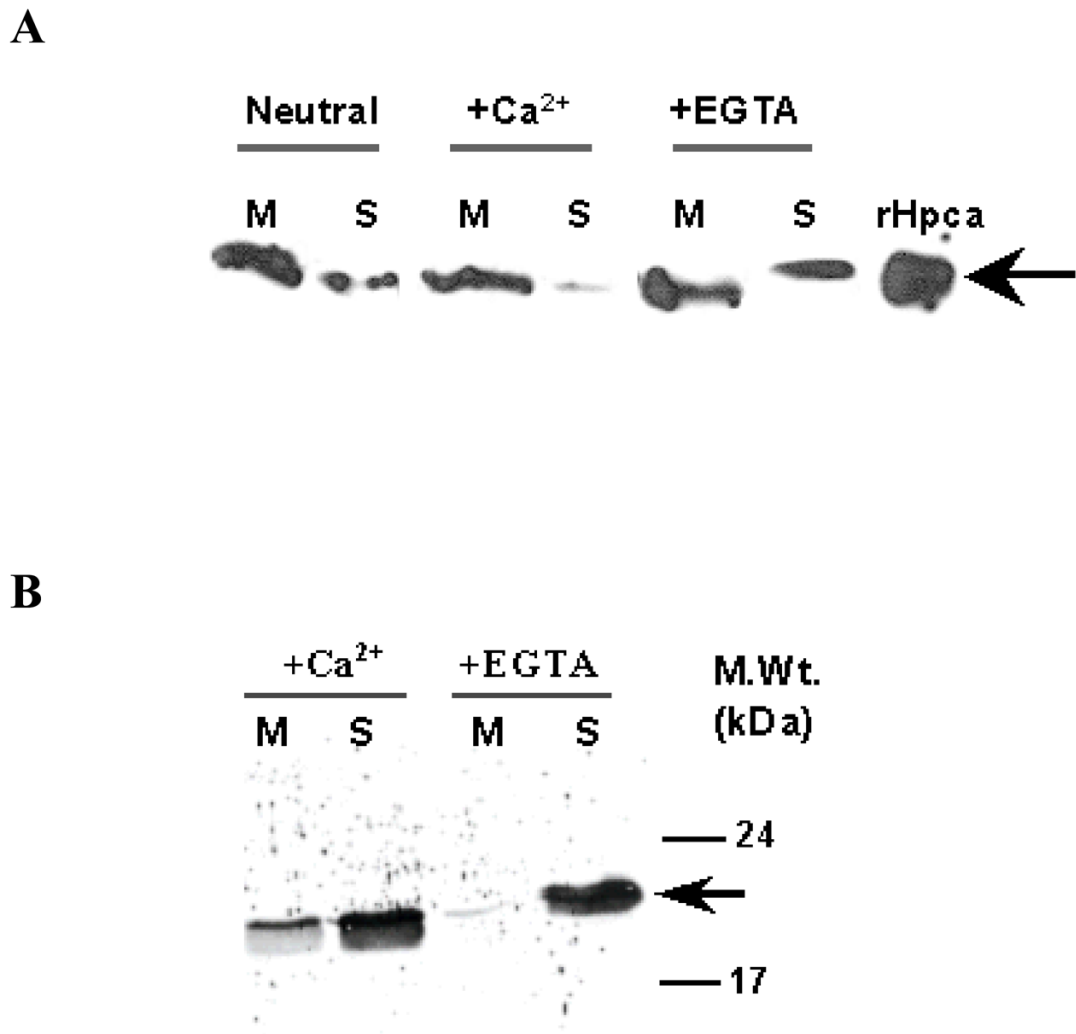 A
Neutral +Ca²⁺ +EGTA
M S M S M S rHpca
B
+Ca²⁺ +EGTA M.Wt.
(kDa)
M S M S
24
17